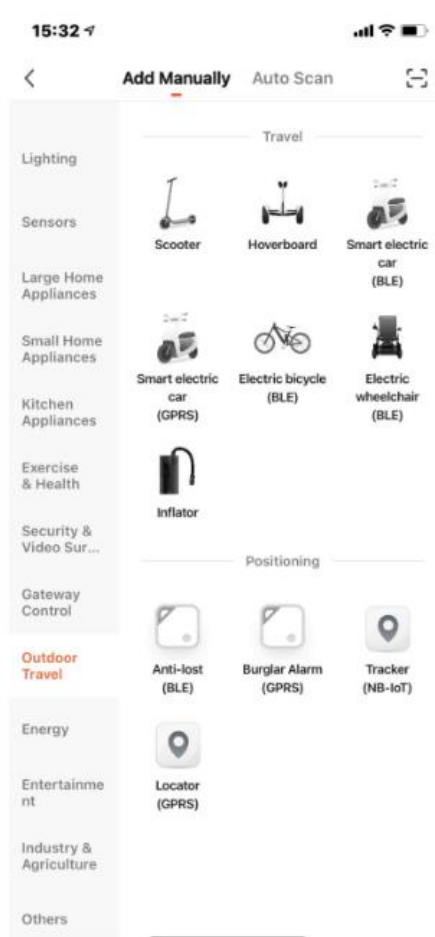 15:32
Add Manually Auto Scan
Lighting
Sensors
Large Home
Appliances
Small Home
Appliances
Kitchen
Appliances
Exercise
& Health
Security &
Video Sur...
Gateway
Control
Outdoor
Travel
Energy
Entertainme
nt
Industry &
Agriculture
Others
Travel
Scooter
Hoverboard
Smart electric
car
(BLE)
Smart electric
car
(GPRS)
Electric bicycle
(BLE)
Electric
wheelchair
(BLE)
Inflator
Positioning
Anti-lost
(BLE)
Burglar Alarm
(GPRS)
Tracker
(NB-IoT)
Locator
(GPRS)